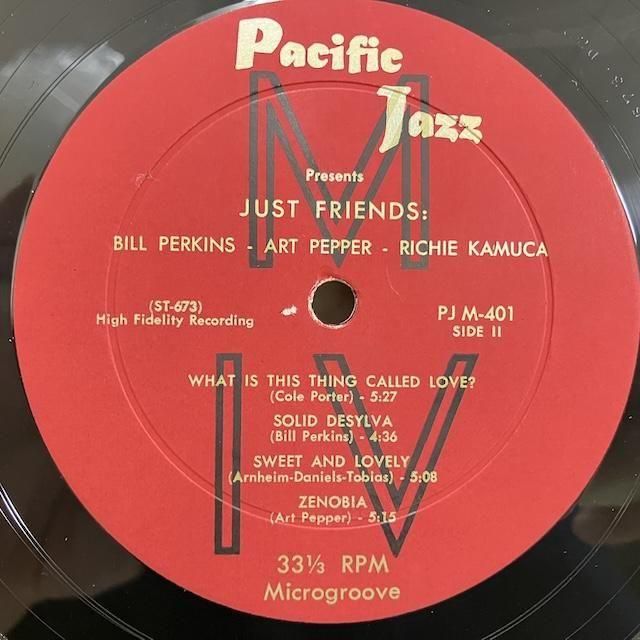 Pacific
Jazz
M
Presents
JUST FRIENDS:
BILL PERKINS - ART PEPPER - RICHIE KAMUCA
(ST-673)
High Fidelity Recording
PJ M-401
SIDE II
IV
WHAT IS THIS THING CALLED LOVE?
(Cole Porter) - 5:27
SOLID DESYLVA
(Bill Perkins) - 4:36
SWEET AND LOVELY
(Arnheim-Daniels-Tobias) - 5:08
ZENOBIA
(Art Pepper) - 5:15
33⅓ RPM
Microgroove